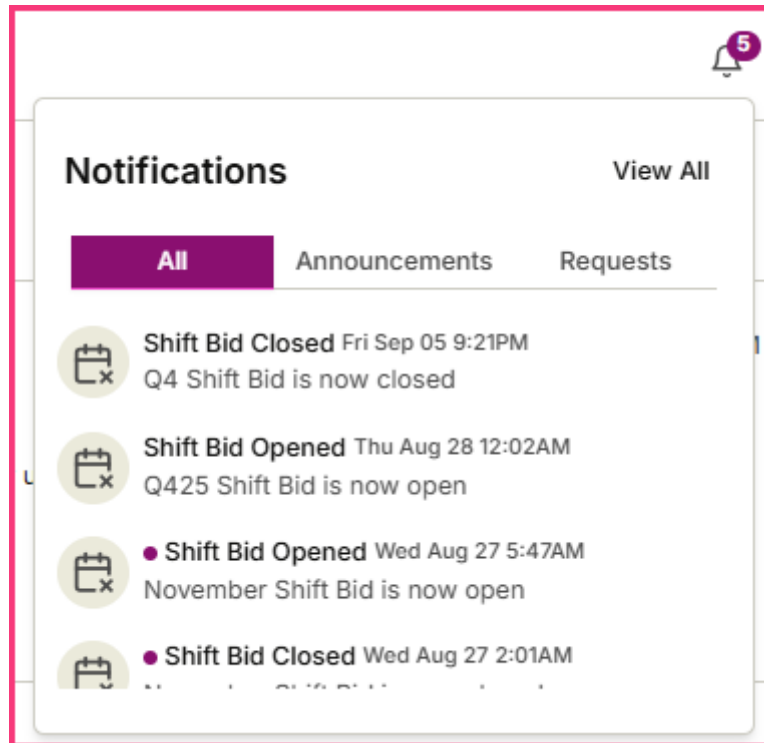 5
Notifications
View All
All
Announcements
Requests
Shift Bid Closed Fri Sep 05 9:21PM
Q4 Shift Bid is now closed
Shift Bid Opened Thu Aug 28 12:02AM
Q425 Shift Bid is now open
Shift Bid Opened Wed Aug 27 5:47AM
November Shift Bid is now open
Shift Bid Closed Wed Aug 27 2:01AM